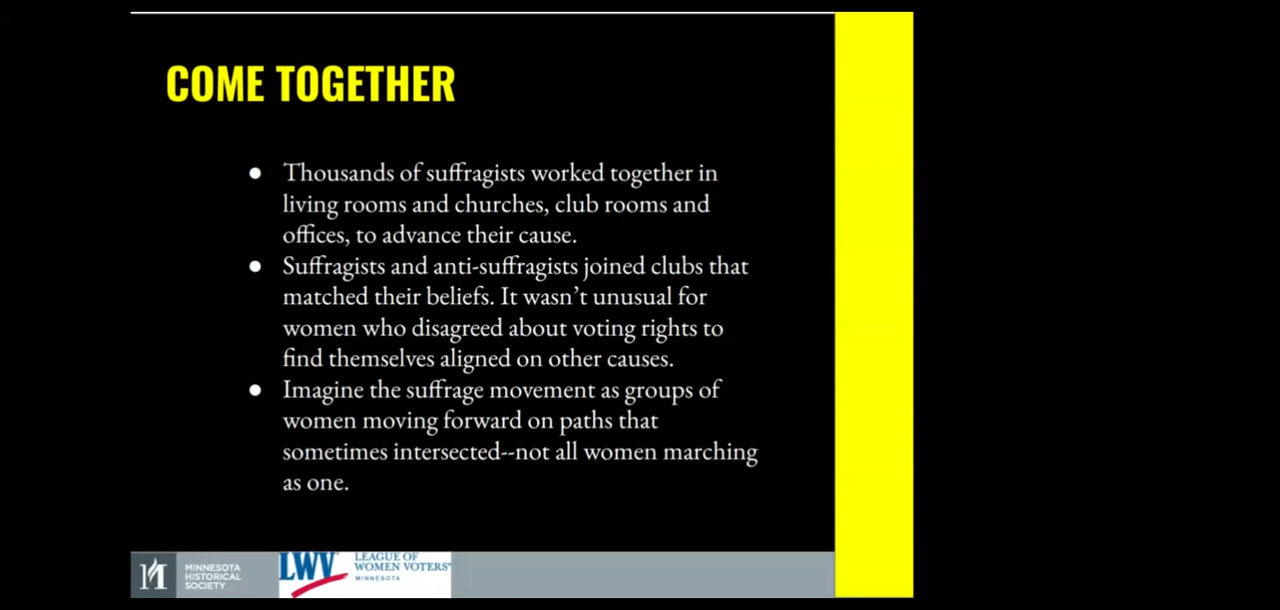 COME TOGETHER
● Thousands of suffragists worked together in
living rooms and churches, club rooms and
offices, to advance their cause.
● Suffragists and anti-suffragists joined clubs that
matched their beliefs. It wasn’t unusual for
women who disagreed about voting rights to
find themselves aligned on other causes.
● Imagine the suffrage movement as groups of
women moving forward on paths that
sometimes intersected--not all women marching
as one.
MINNESOTA
HISTORICAL
SOCIETY
LWV
LEAGUE OF
WOMEN VOTERS®
MINNESOTA